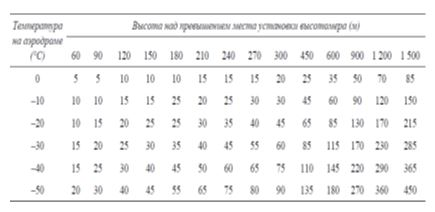 Температура на аэродроме (°C) Высота над превышением места установки высотомера (м)
60 90 120 150 180 210 240 270 300 450 600 900 1 200 1 500
0 5 5 10 10 10 15 15 15 20 25 35 50 70 85
–10 10 10 15 15 25 20 25 30 30 45 60 90 120 150
–20 10 15 20 25 25 30 35 40 45 65 85 130 170 215
–30 15 20 25 30 35 40 45 55 60 85 115 170 230 285
–40 15 25 30 40 45 50 60 65 75 110 145 220 290 365
–50 20 30 40 45 55 65 75 80 90 135 180 270 360 450